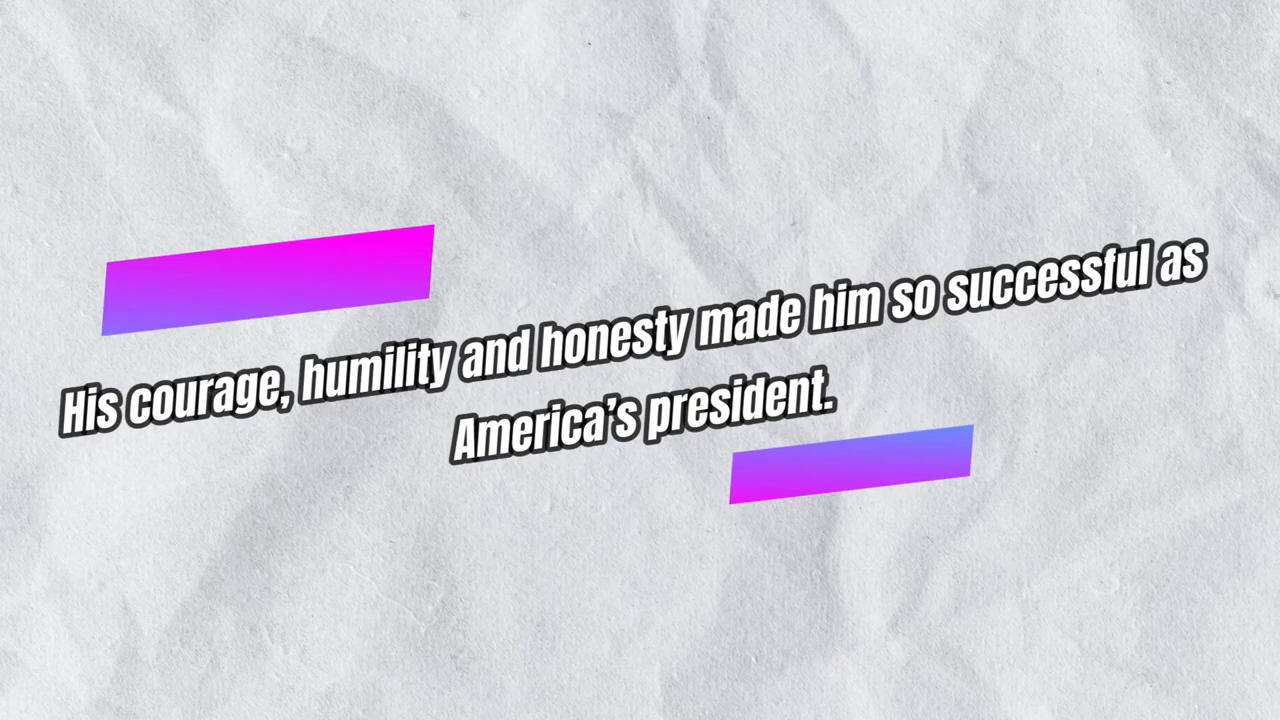 His courage, humility and honesty made him so successful as
America’s president.